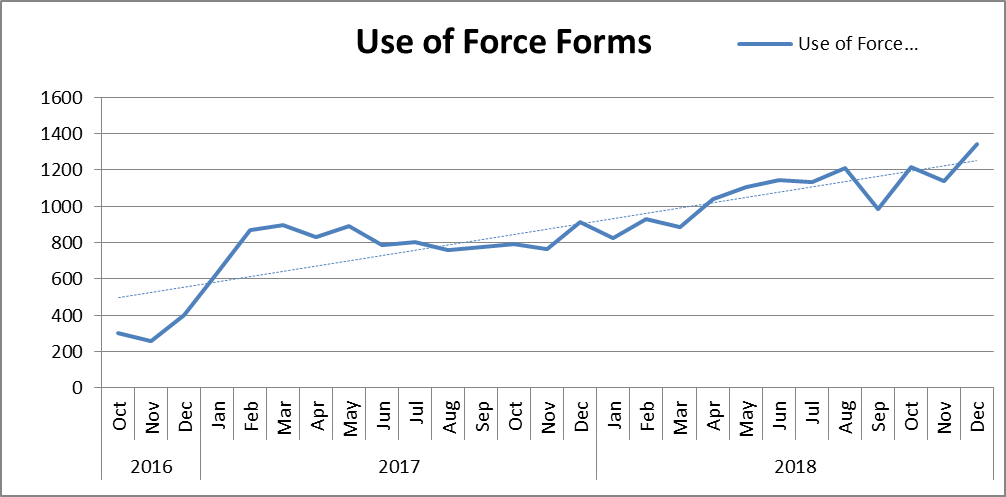 Use of Force Forms
Use of Force...
1600
1400
1200
1000
800
600
400
200
0
Oct Nov Dec Jan Feb Mar Apr May Jun Jul Aug Sep Oct Nov Dec Jan Feb Mar Apr May Jun Jul Aug Sep Oct Nov Dec
2016 2017 2018